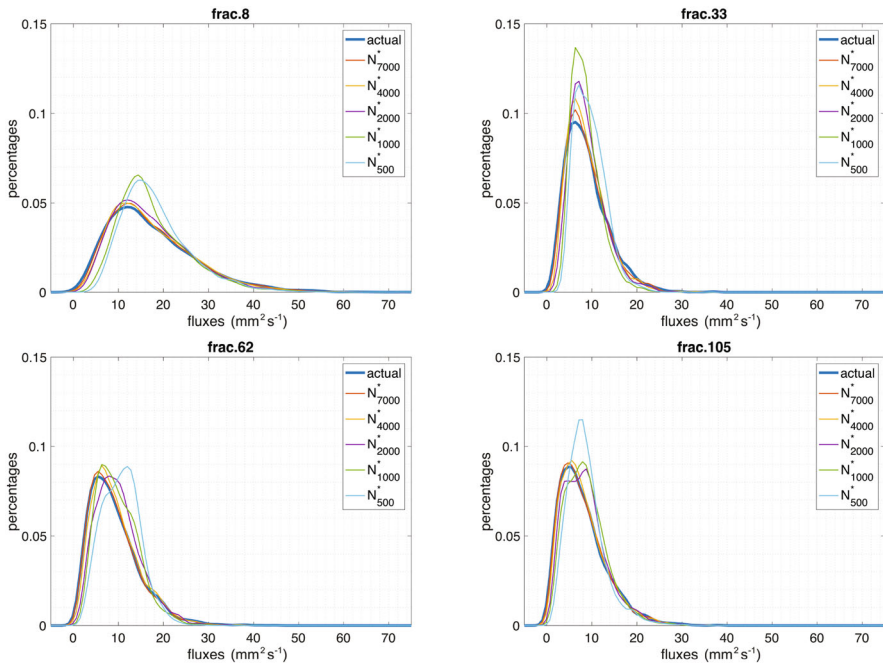 frac.8
0.15
0.1
0.05
0
percentages
0 10 20 30 40 50 60 70
fluxes (mm²s⁻¹)
actual
N*7000
N*4000
N*2000
N*1000
N*500
frac.33
0.15
0.1
0.05
0
percentages
0 10 20 30 40 50 60 70
fluxes (mm²s⁻¹)
actual
N*7000
N*4000
N*2000
N*1000
N*500
frac.62
0.15
0.1
0.05
0
percentages
0 10 20 30 40 50 60 70
fluxes (mm²s⁻¹)
actual
N*7000
N*4000
N*2000
N*1000
N*500
frac.105
0.15
0.1
0.05
0
percentages
0 10 20 30 40 50 60 70
fluxes (mm²s⁻¹)
actual
N*7000
N*4000
N*2000
N*1000
N*500